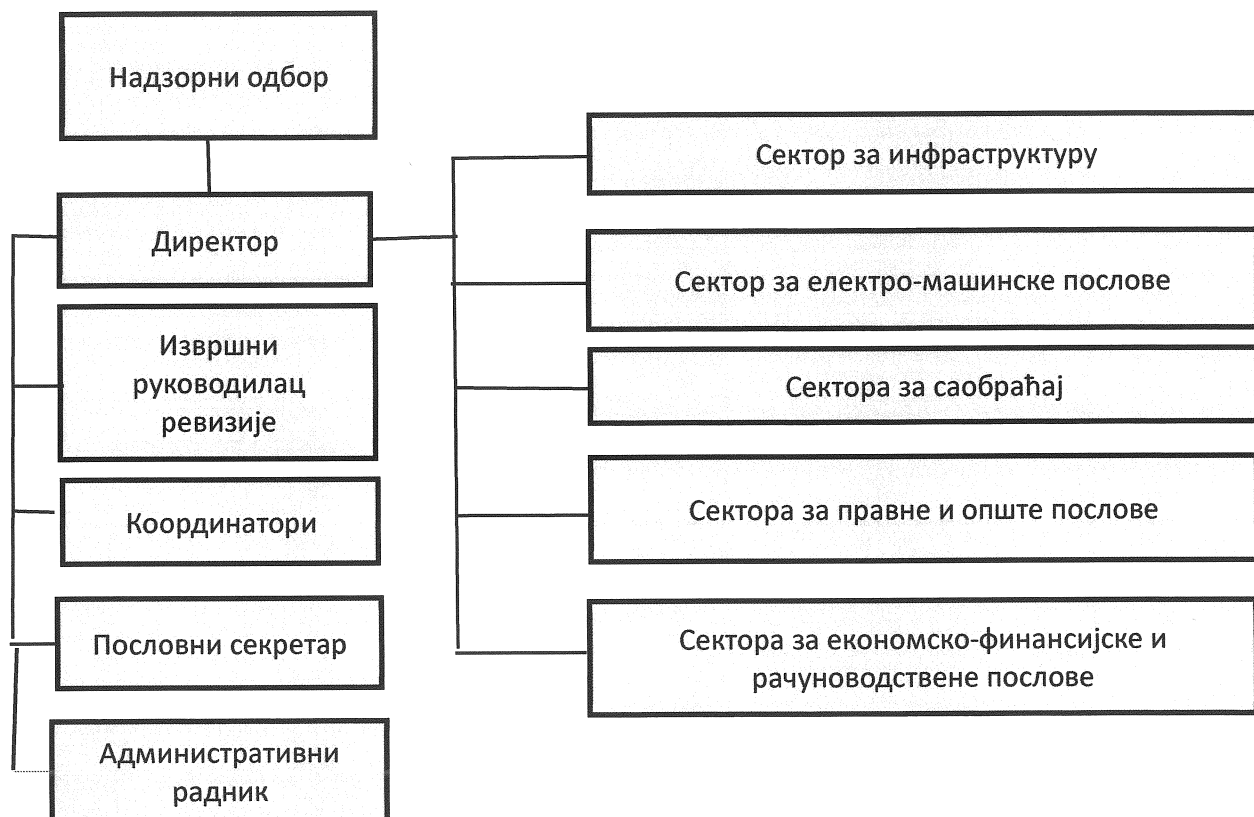 Надзорни одбор
Директор
Извршни
руководилац
ревизије
Координатори
Пословни секретар
Административни
радник
Сектор за инфраструктуру
Сектор за електро-машинске послове
Сектора за саобраћај
Сектора за правне и опште послове
Сектора за економско-финансијске и
рачуноводствене послове